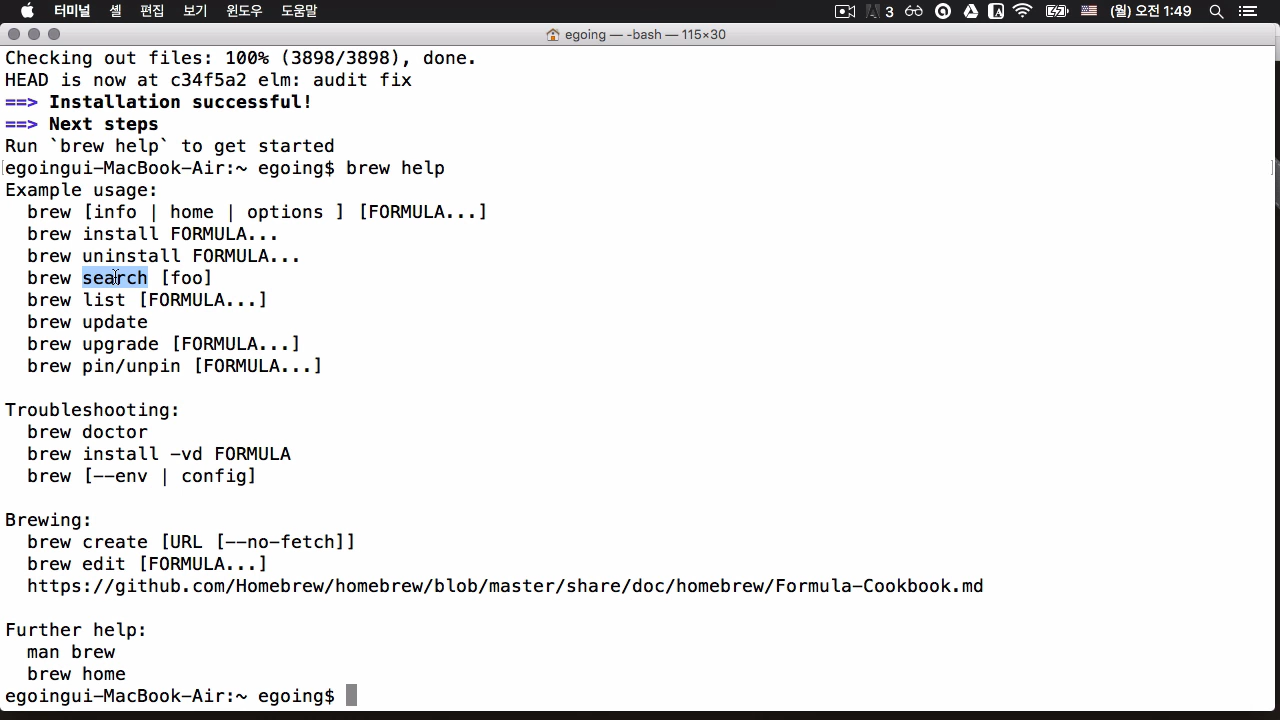 터미널 셸 편집 보기 윈도우 도움말 3 (월) 오전 1:49
egoing — -bash — 115×30
Checking out files: 100% (3898/3898), done.
HEAD is now at c34f5a2 elm: audit fix
==> Installation successful!
==> Next steps
Run `brew help` to get started
egoingui-MacBook-Air:~ egoing$ brew help
Example usage:
  brew [info | home | options ] [FORMULA...]
  brew install FORMULA...
  brew uninstall FORMULA...
  brew search [foo]
  brew list [FORMULA...]
  brew update
  brew upgrade [FORMULA...]
  brew pin/unpin [FORMULA...]

Troubleshooting:
  brew doctor
  brew install -vd FORMULA
  brew [--env | config]

Brewing:
  brew create [URL [--no-fetch]]
  brew edit [FORMULA...]
  https://github.com/Homebrew/homebrew/blob/master/share/doc/homebrew/Formula-Cookbook.md

Further help:
  man brew
  brew home
egoingui-MacBook-Air:~ egoing$